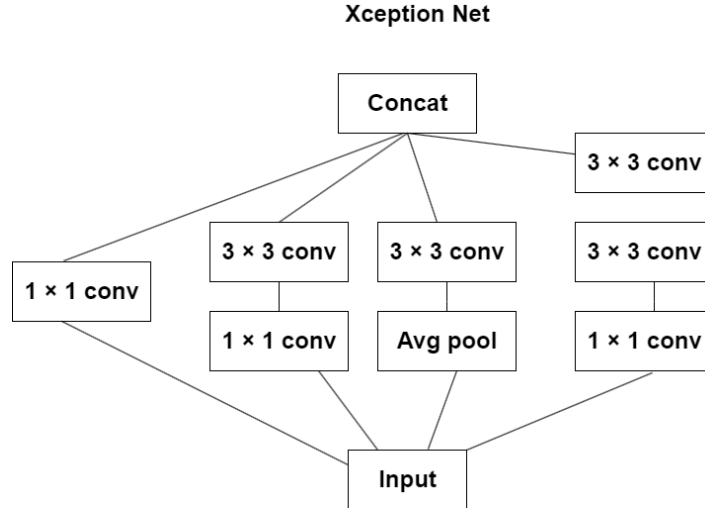 Xception Net
Concat
3 × 3 conv
3 × 3 conv
3 × 3 conv
3 × 3 conv
1 × 1 conv
1 × 1 conv
Avg pool
1 × 1 conv
Input